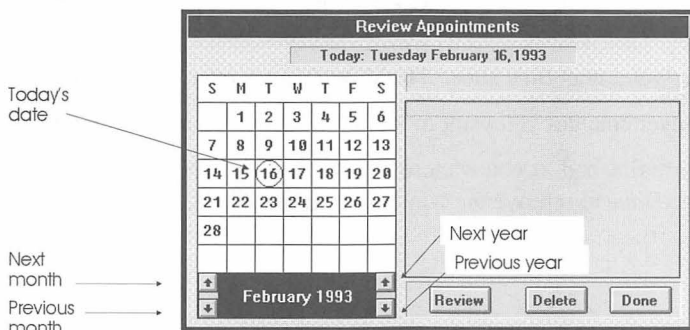 Review Appointments
Today: Tuesday February 16, 1993
S M T W T F S
1 2 3 4 5 6
7 8 9 10 11 12 13
14 15 16 17 18 19 20
21 22 23 24 25 26 27
28
February 1993
Review Delete Done
Today's
date
Next
month
Previous
month
Next year
Previous year